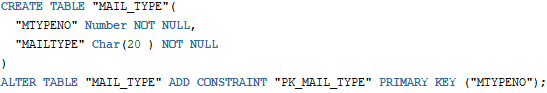 CREATE TABLE "MAIL_TYPE"(
"MTYPENO" Number NOT NULL,
"MAILTYPE" Char(20 ) NOT NULL
)
ALTER TABLE "MAIL_TYPE" ADD CONSTRAINT "PK_MAIL_TYPE" PRIMARY KEY ("MTYPENO");